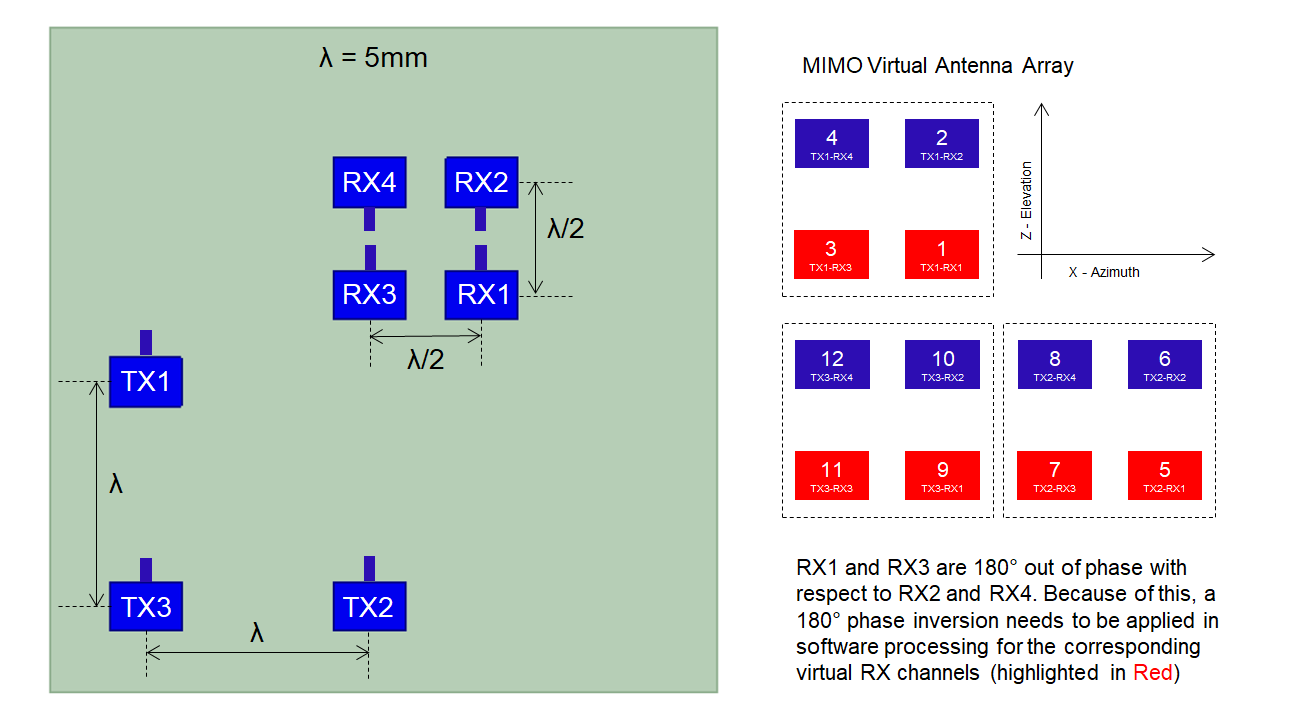 λ = 5mm
RX4
RX2
λ/2
RX3
RX1
λ/2
TX1
λ
TX3
TX2
λ
MIMO Virtual Antenna Array
4
TX1-RX4
2
TX1-RX2
3
TX1-RX3
1
TX1-RX1
Z - Elevation
X - Azimuth
12
TX3-RX4
10
TX3-RX2
8
TX2-RX4
6
TX2-RX2
11
TX3-RX3
9
TX3-RX1
7
TX2-RX3
5
TX2-RX1
RX1 and RX3 are 180° out of phase with
respect to RX2 and RX4. Because of this, a
180° phase inversion needs to be applied in
software processing for the corresponding
virtual RX channels (highlighted in Red)